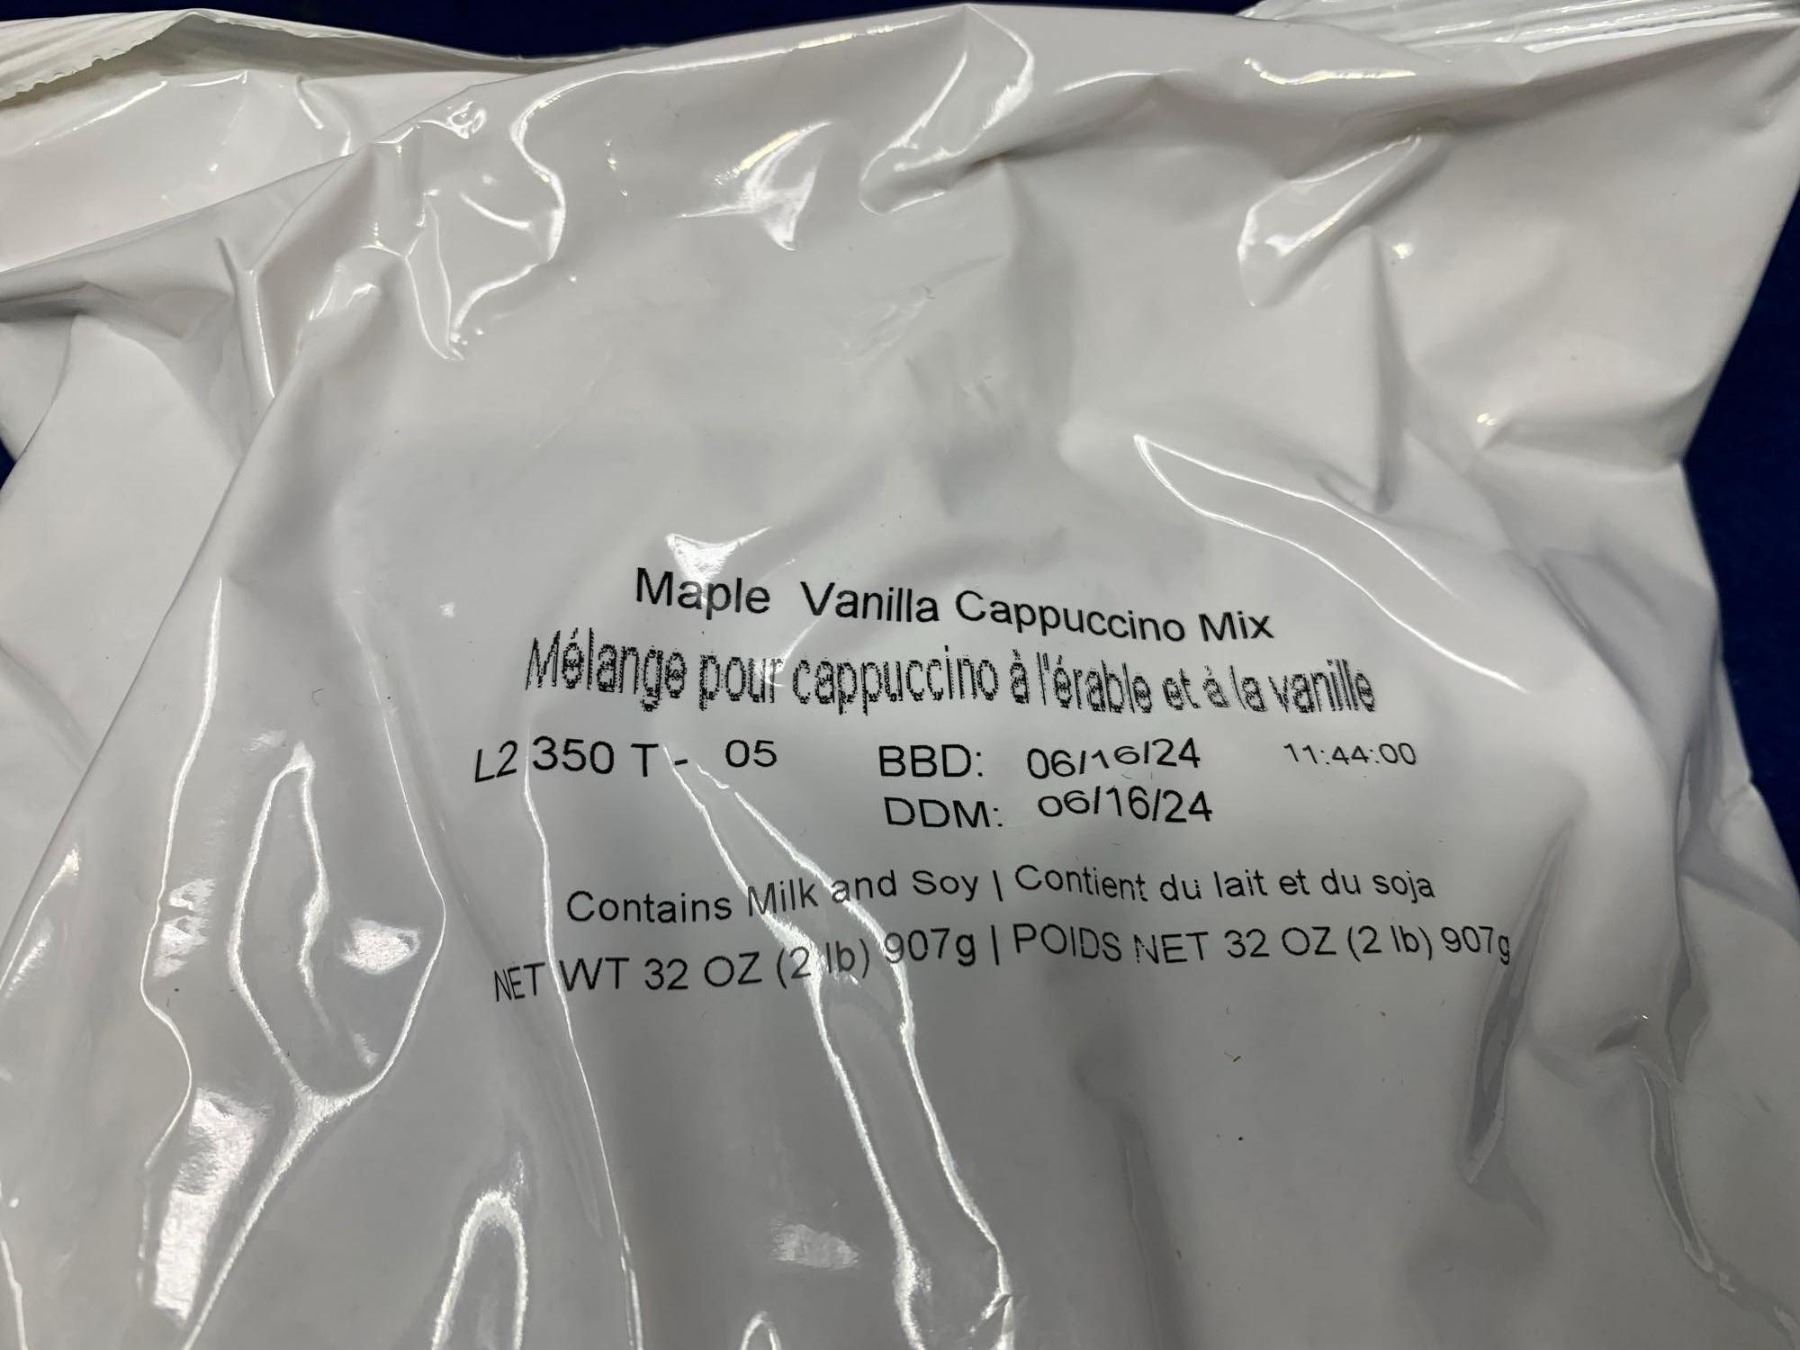 Maple Vanilla Cappuccino Mix
Mélange pour cappuccino à l'érable et à la vanille
L2 350 T - 05 BBD: 06/16/24 11:44:00
DDM: 06/16/24
Contains Milk and Soy | Contient du lait et du soja
NET WT 32 OZ (2 lb) 907g | POIDS NET 32 OZ (2 lb) 907g